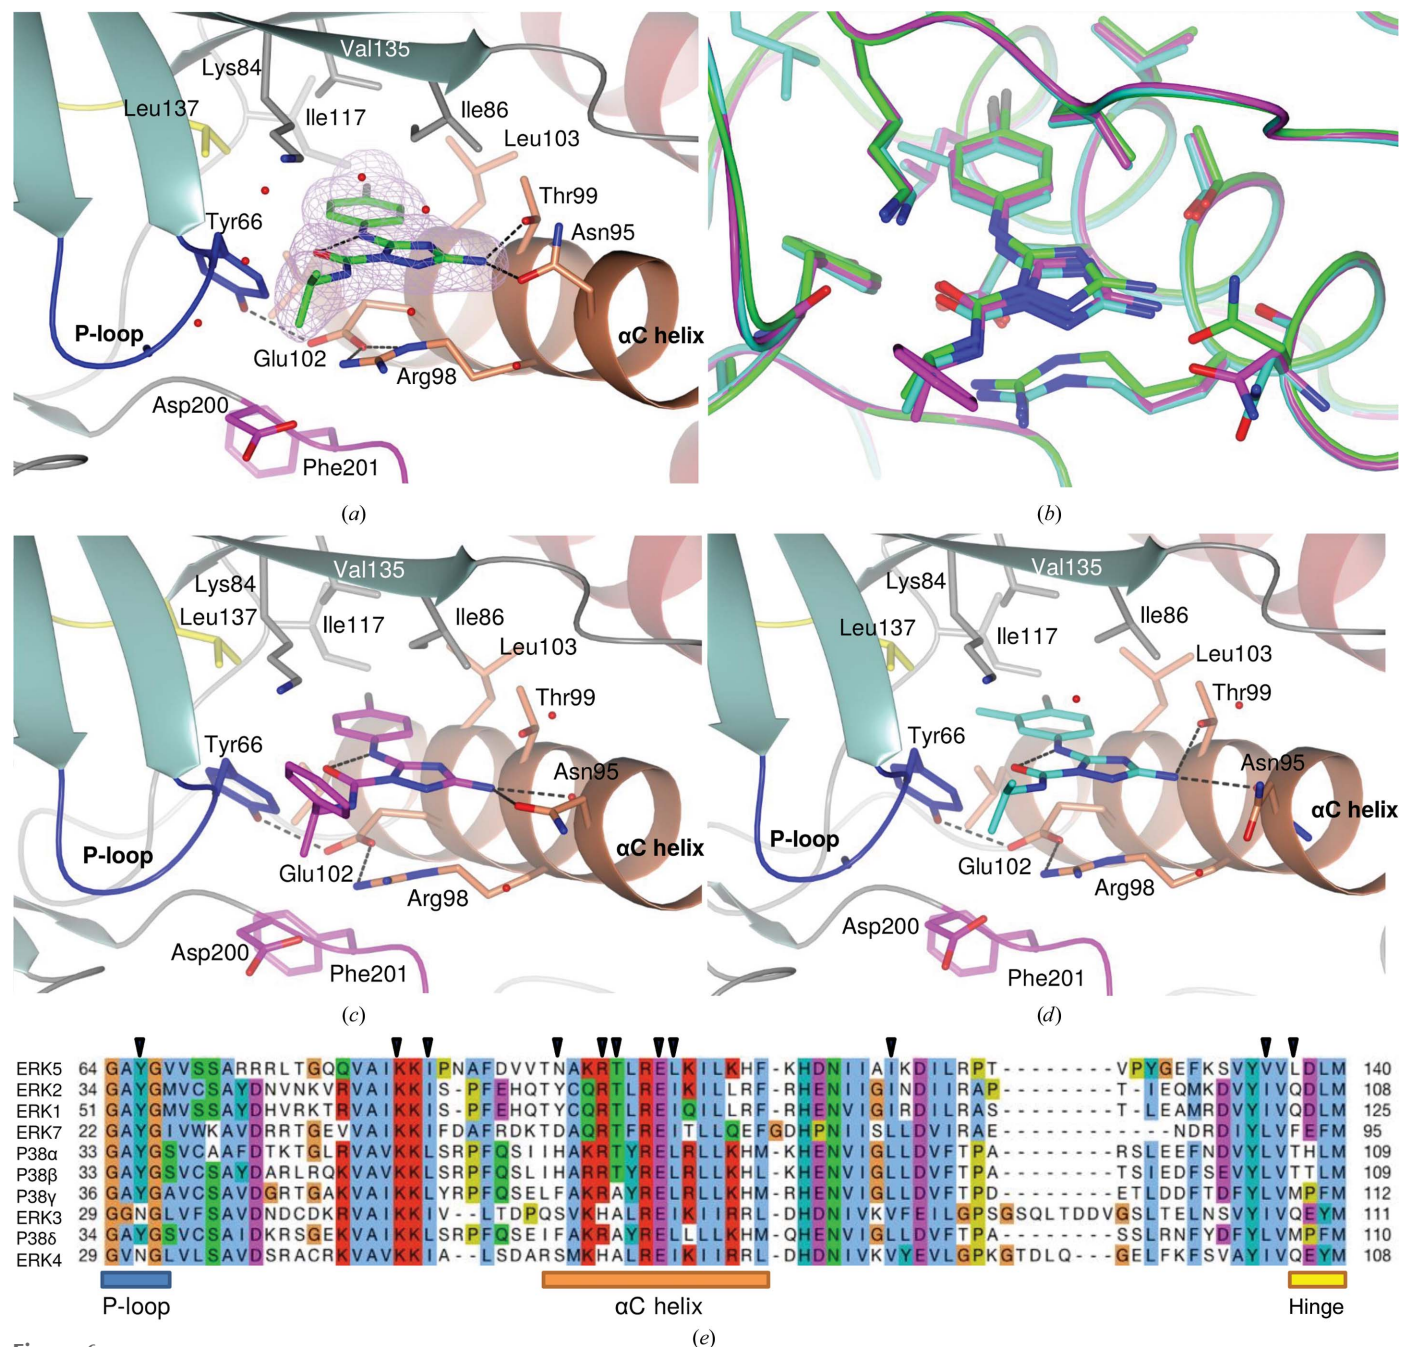 Val135
Lys84
Leu137
Ile117
Ile86
Leu103
Thr99
Asn95
Tyr66
P-loop
αC helix
Glu102
Arg98
Asp200
Phe201
(a)
(b)
Val135
Lys84
Leu137
Ile117
Ile86
Leu103
Thr99
Tyr66
Asn95
P-loop
αC helix
Glu102
Arg98
Asp200
Phe201
(c)
Val135
Lys84
Leu137
Ile117
Ile86
Leu103
Thr99
Tyr66
Asn95
αC helix
P-loop
Glu102
Arg98
Asp200
Phe201
(d)
ERK5 64 GAYGVVSSARRRLTGQQVAIKKIPNAFDVVTNAKRTLRELKILKHF-KHDNIIAIKDILRPT--------VPYGEFKSVYVVLDLM 140
ERK2 34 GAYGMVCSAYDNVNKVRVAIKKIS-PFEHQTYCQRTLREIKILLRF-RHENIIGINDIIRAP--------T-IEQMKDVYIVQDLM 108
ERK1 51 GAYGMVSSAYDHVRKTRVAIKKIS-PFEHQTYCQRTLREIQILLRF-RHENVIGIRDILRAS--------T-LEAMRDVYIVQDLM 125
ERK7 22 GAYGIVWKAVDRRTGEVVAIKKIFDAFRDKTDAQRTFREITLLQEFGDHPNIISLLDVIRAE------------NDRDIYLVFEFM 95
P38α 33 GAYGSVCAAFDTKTGLRVAVKKLSRPFQSIIHAKRTYRELRLLKHM-KHENVIGLLDVFTPA--------RSLEEFNDVYLVTHLM 109
P38β 33 GAYGSVCSAYDARLRQKVAVKKLSRPFQSLIHARRTYRELRLLKHL-KHENVIGLLDVFTPA--------TSIEDFSEVYLVTTLM 109
P38γ 36 GAYGAVCSAVDGRTGAKVAIKKLYRPFQSELFAKRAYRELRLLKHM-RHENVIGLLDVFTPD--------ETLDDFTDFYLVMPFM 112
ERK3 29 GGNGLVFSAVDNDCDKRVAIKKIV--LTDPQSVKHALREIKIIRRL-DHDNIVKVFEILGPSGSQLTDDVGSLTELNSVYIVQEYM 111
P38δ 34 GAYGSVCSAIDKRSGEKVAIKKLSRPFQSEIFAKRAYRELLLLKHM-QHENVIGLLDVFTPA--------SSLRNFYDFYLVMPFM 110
ERK4 29 GVNGLVLSAVDSRACRKVAVKKIA--LSDARSMKHALREIKIIRRL-DHDNIVKVYEVLGPKGTDLQ---GELFKFSVAYIVQEYM 108
P-loop
αC helix
Hinge
(e)